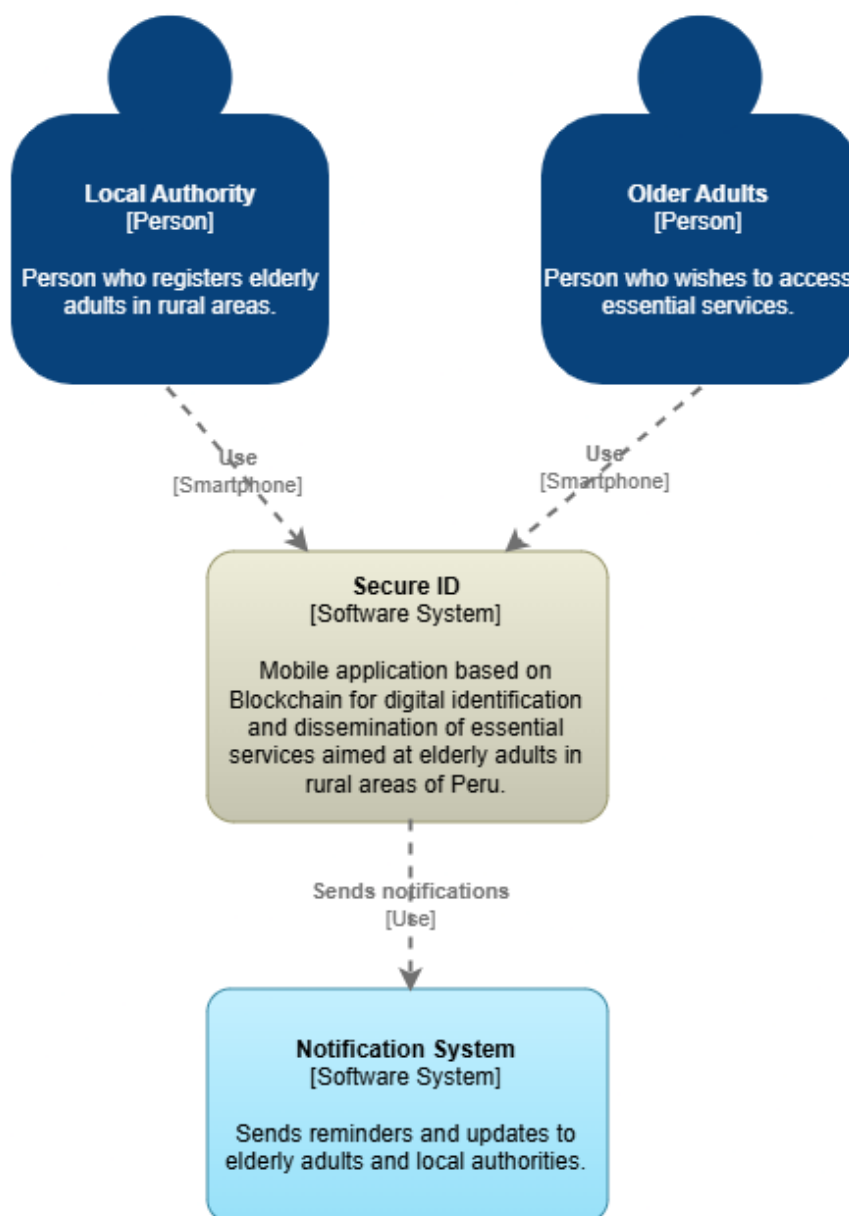 Local Authority
[Person]
Person who registers elderly
adults in rural areas.
Older Adults
[Person]
Person who wishes to access
essential services.
Use
[Smartphone]
Use
[Smartphone]
Secure ID
[Software System]
Mobile application based on
Blockchain for digital identification
and dissemination of essential
services aimed at elderly adults in
rural areas of Peru.
Sends notifications
[Use]
Notification System
[Software System]
Sends reminders and updates to
elderly adults and local authorities.